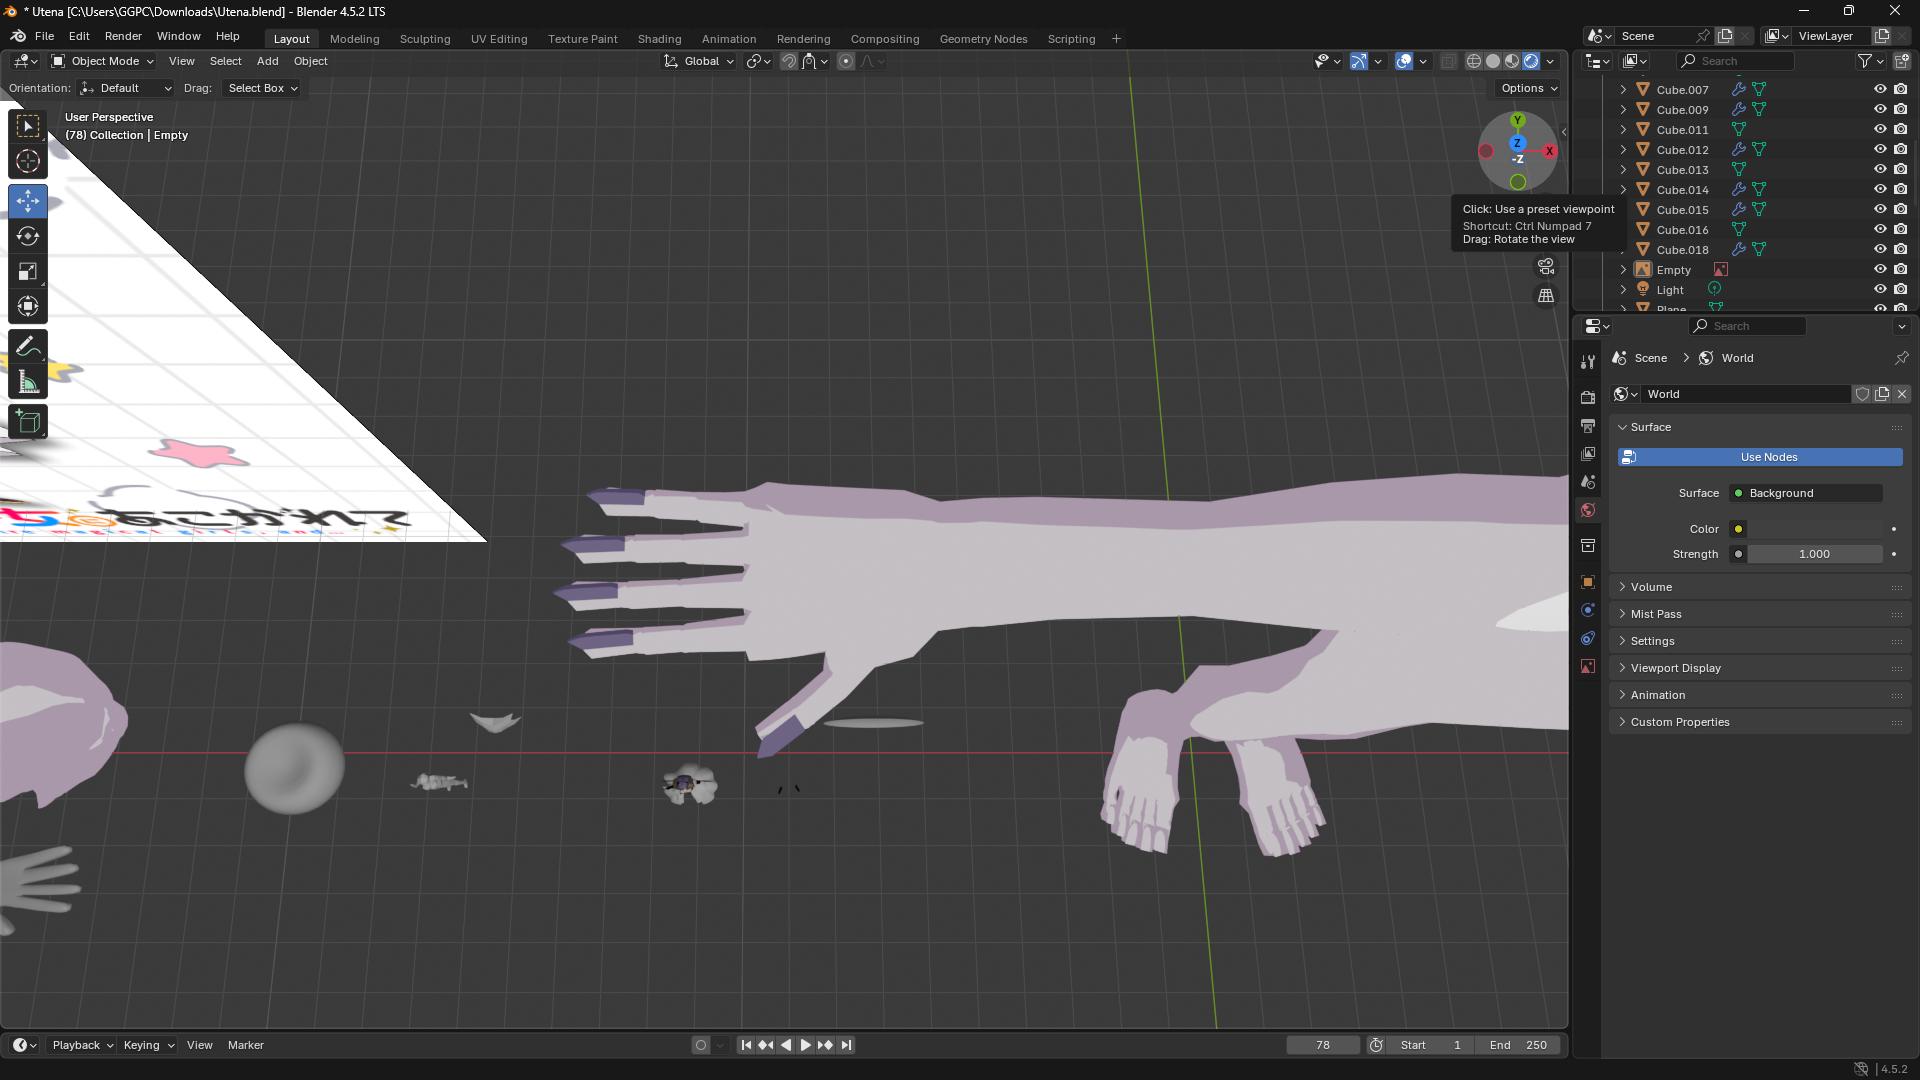 * Utena [C:\Users\GGPC\Downloads\Utena.blend] - Blender 4.5.2 LTS
File Edit Render Window Help
Layout Modeling Sculpting UV Editing Texture Paint Shading Animation Rendering Compositing Geometry Nodes Scripting +
Scene ViewLayer
Object Mode View Select Add Object
Global
Search
Orientation: Default Drag: Select Box
Options
User Perspective
(78) Collection | Empty
Y
Z
-Z
X
Click: Use a preset viewpoint
Shortcut: Ctrl Numpad 7
Drag: Rotate the view
Cube.007
Cube.009
Cube.011
Cube.012
Cube.013
Cube.014
Cube.015
Cube.016
Cube.018
Empty
Light
Plane
Search
Scene > World
World
Surface
Use Nodes
Surface Background
Color
Strength 1.000
Volume
Mist Pass
Settings
Viewport Display
Animation
Custom Properties
Playback Keying View Marker
78
Start 1
End 250
4.5.2